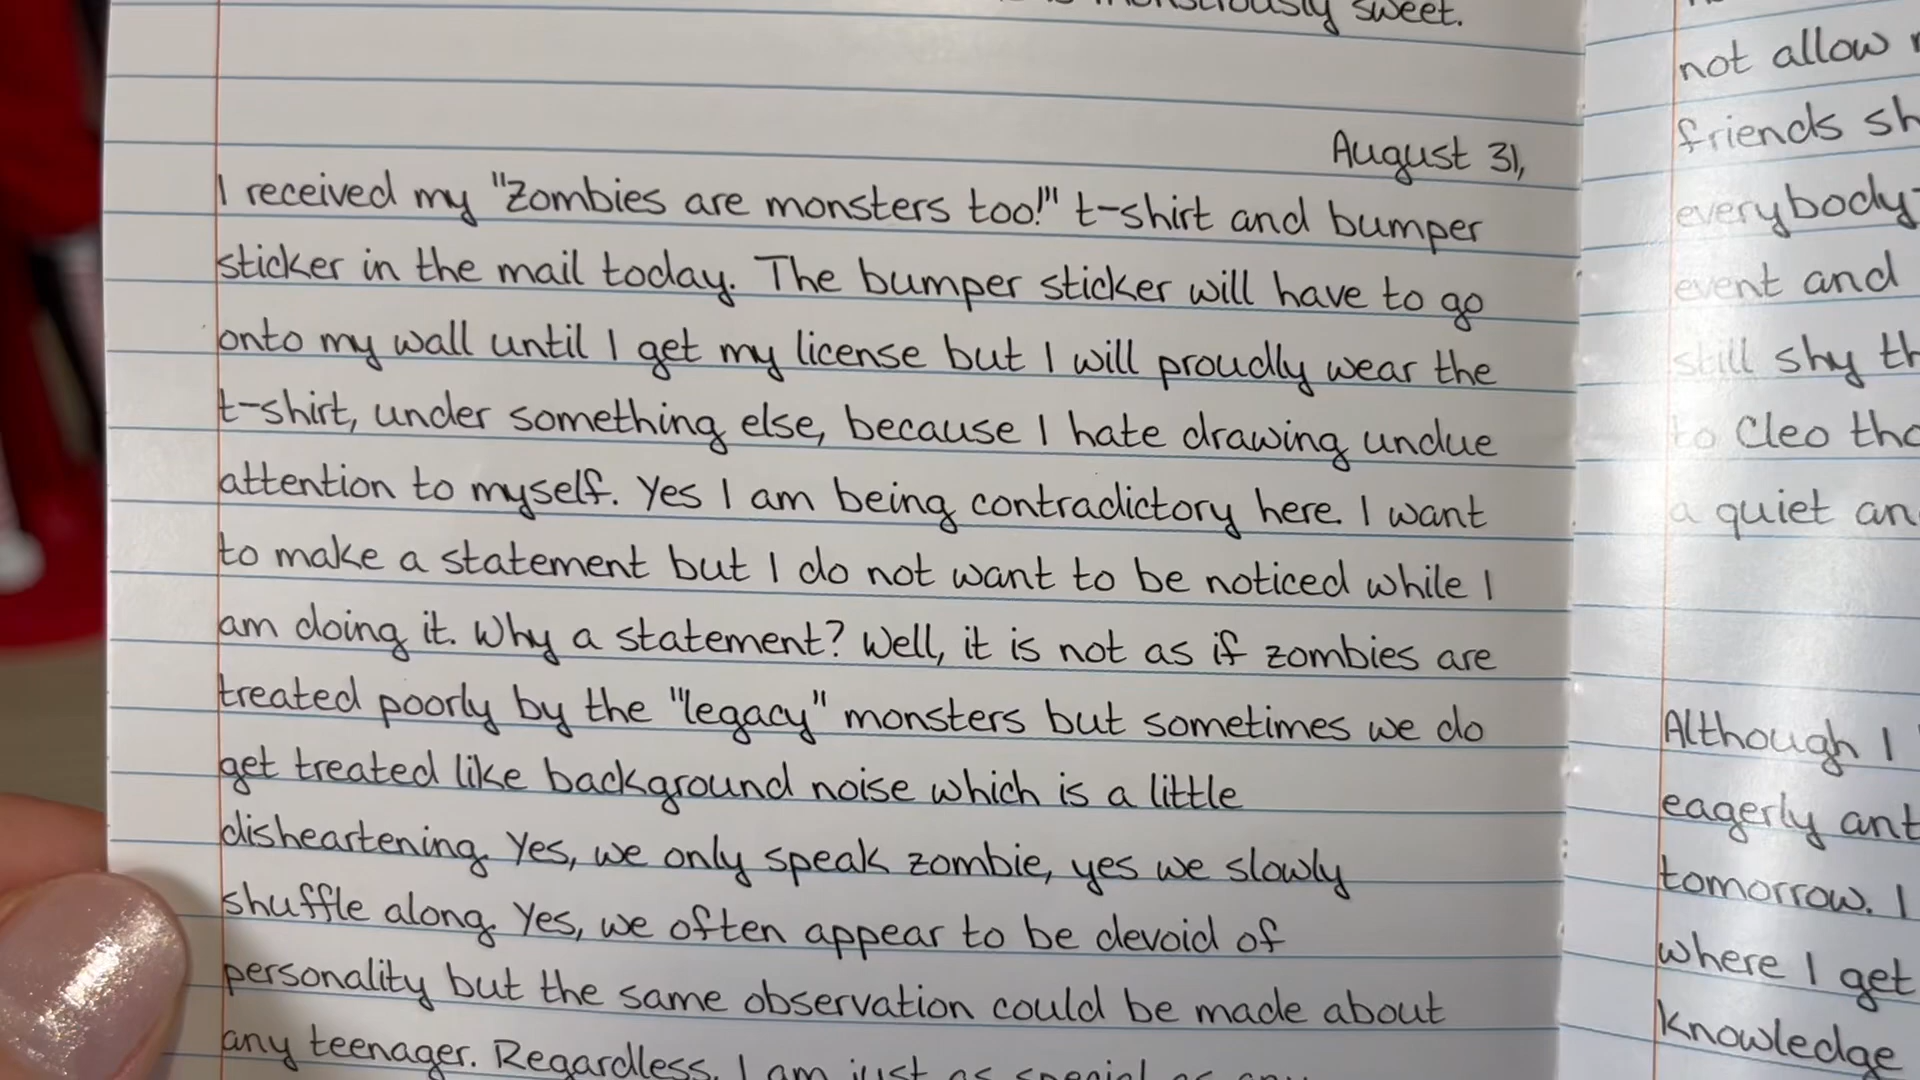 monstrously sweet.
August 31,
I received my "Zombies are monsters too!" t-shirt and bumper
sticker in the mail today. The bumper sticker will have to go
onto my wall until I get my license but I will proudly wear the
t-shirt, under something else, because I hate drawing undue
attention to myself. Yes I am being contradictory here. I want
to make a statement but I do not want to be noticed while I
am doing it. Why a statement? Well, it is not as if zombies are
treated poorly by the "legacy" monsters but sometimes we do
get treated like background noise which is a little
disheartening. Yes, we only speak zombie, yes we slowly
shuffle along. Yes, we often appear to be devoid of
personality but the same observation could be made about
any teenager. Regardless, I am just as special as any
not allow
friends
everybody
event and
still shy
to Cleo
a quiet
Although I
eagerly
tomorrow. I
where I get
knowledge